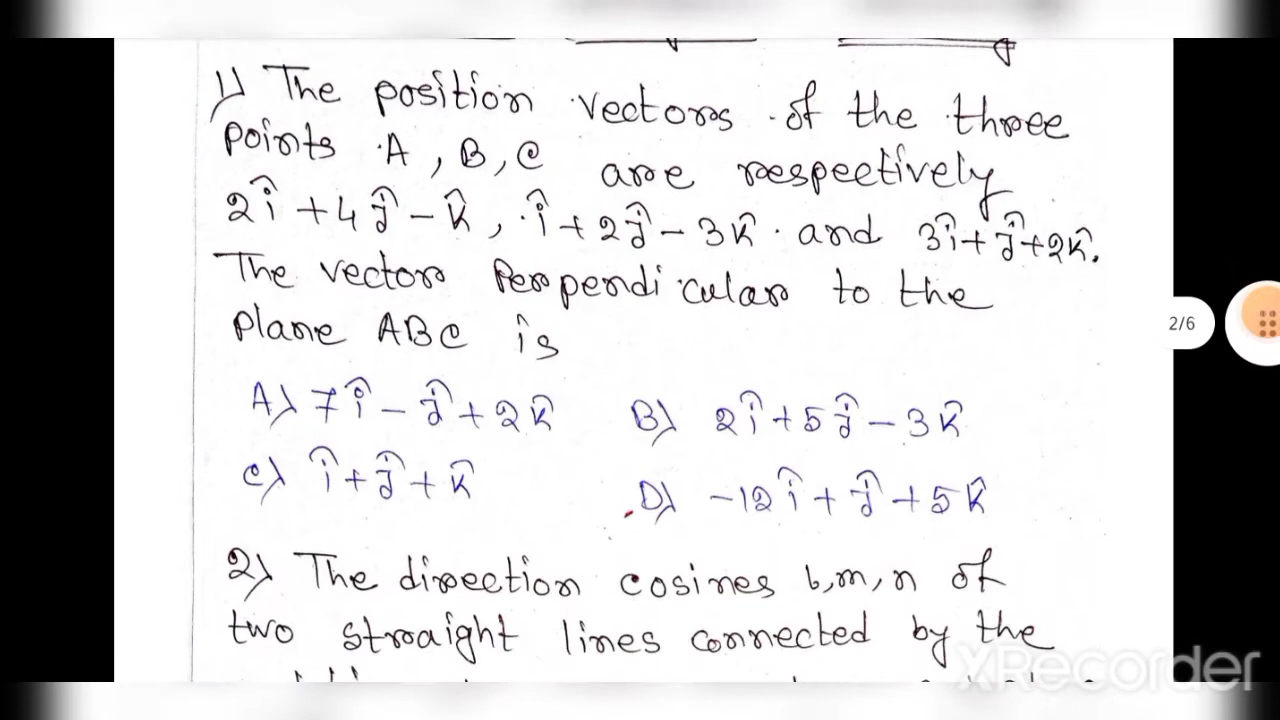 1) The position vectors of the three
points A, B, C are respectively
2î + 4ĵ - k̂, î + 2ĵ - 3k̂ and 3î + ĵ + 2k̂.
The vector Perpendicular to the
plane ABC is
A) 7î - ĵ + 2k̂ B) 2î + 5ĵ - 3k̂
C) î + ĵ + k̂ D) -12î + ĵ + 5k̂
2/6
2) The direction cosines l, m, n of
two straight lines connected by the
XRecorder